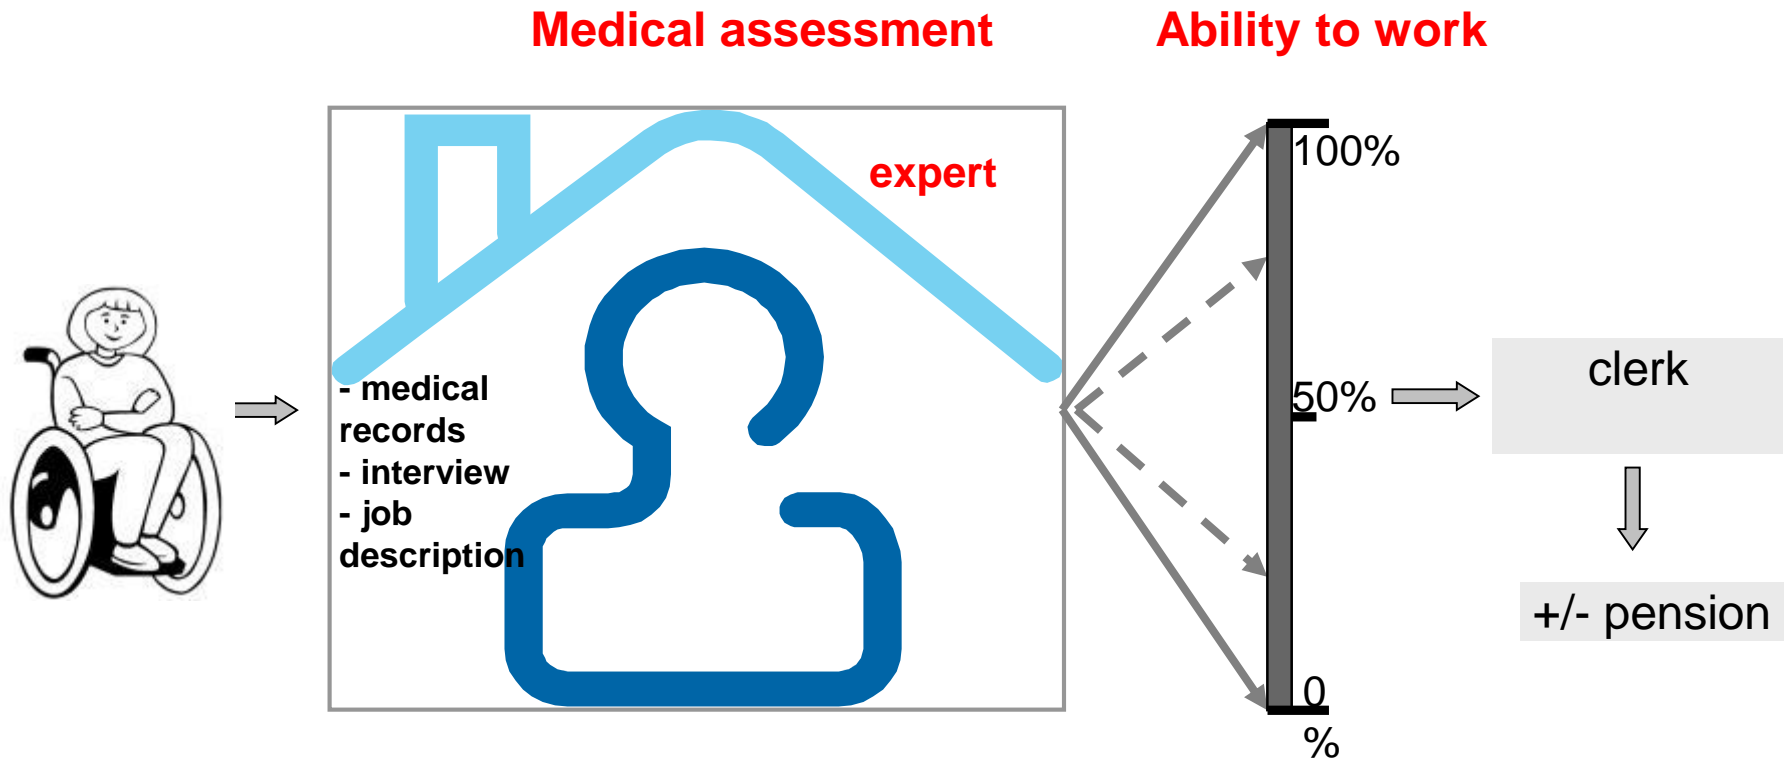 Medical assessment
Ability to work
expert
- medical
records
- interview
- job
description
100%
50%
0
%
clerk
+/- pension